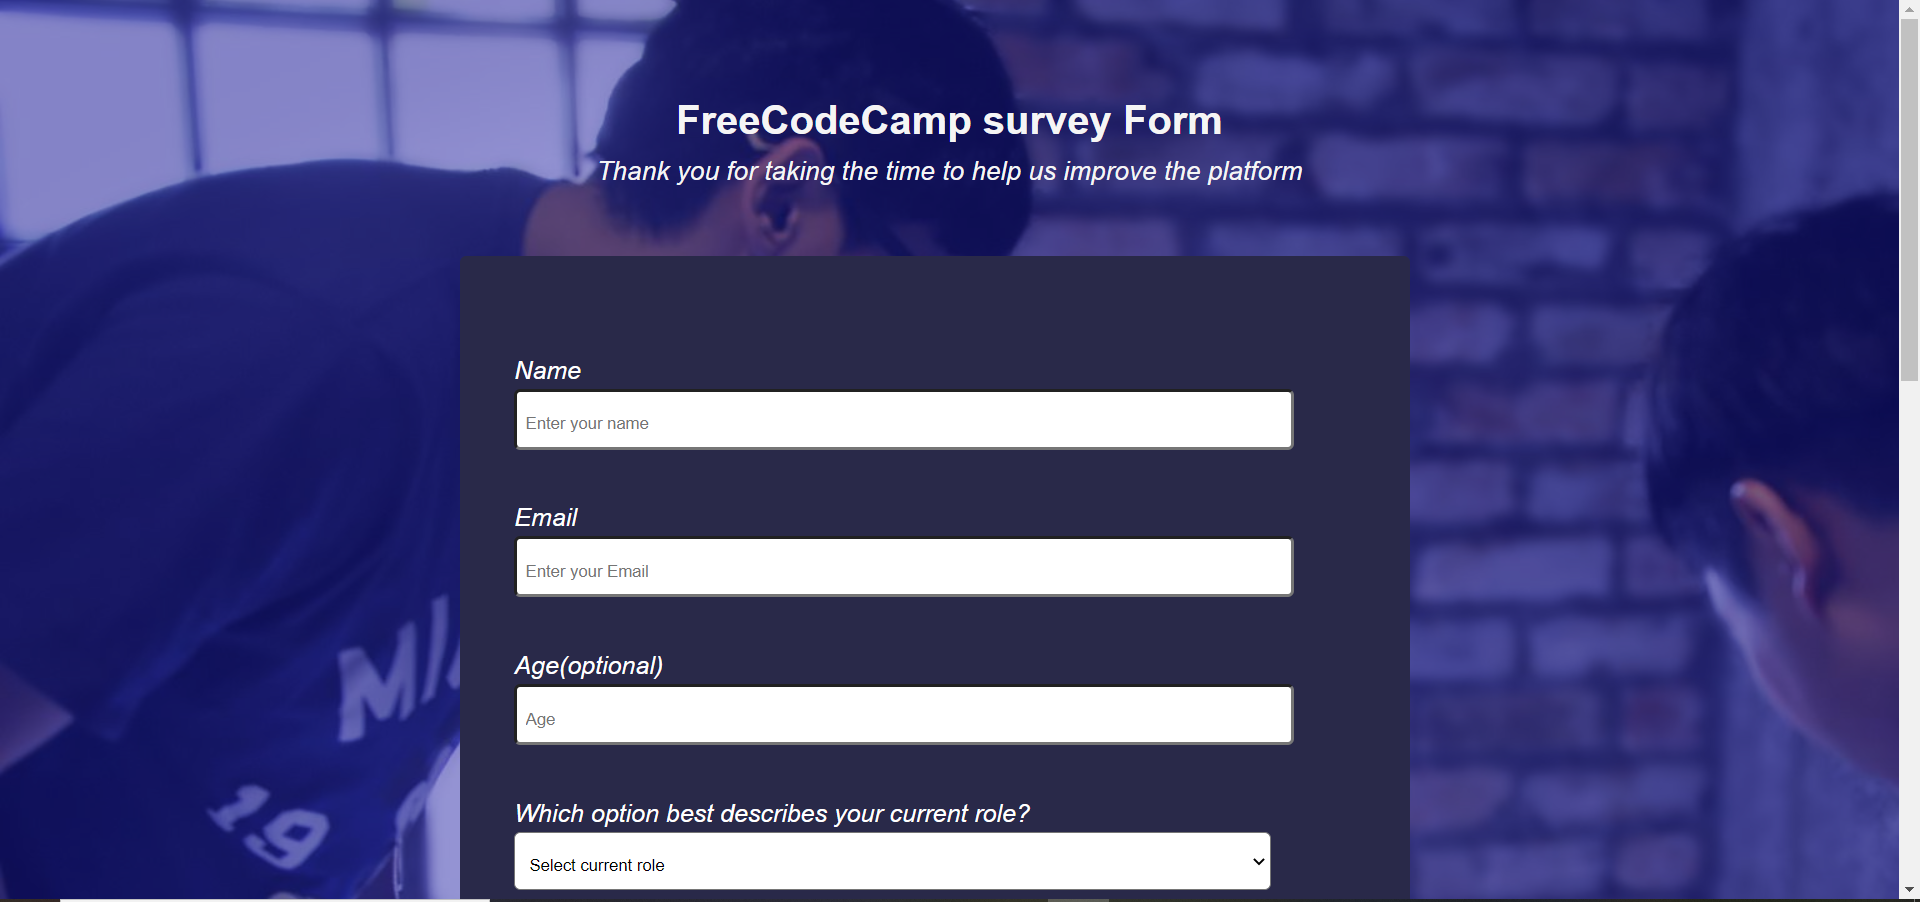 FreeCodeCamp survey Form
Thank you for taking the time to help us improve the platform
Name
Enter your name
Email
Enter your Email
Age(optional)
Age
Which option best describes your current role?
Select current role
19